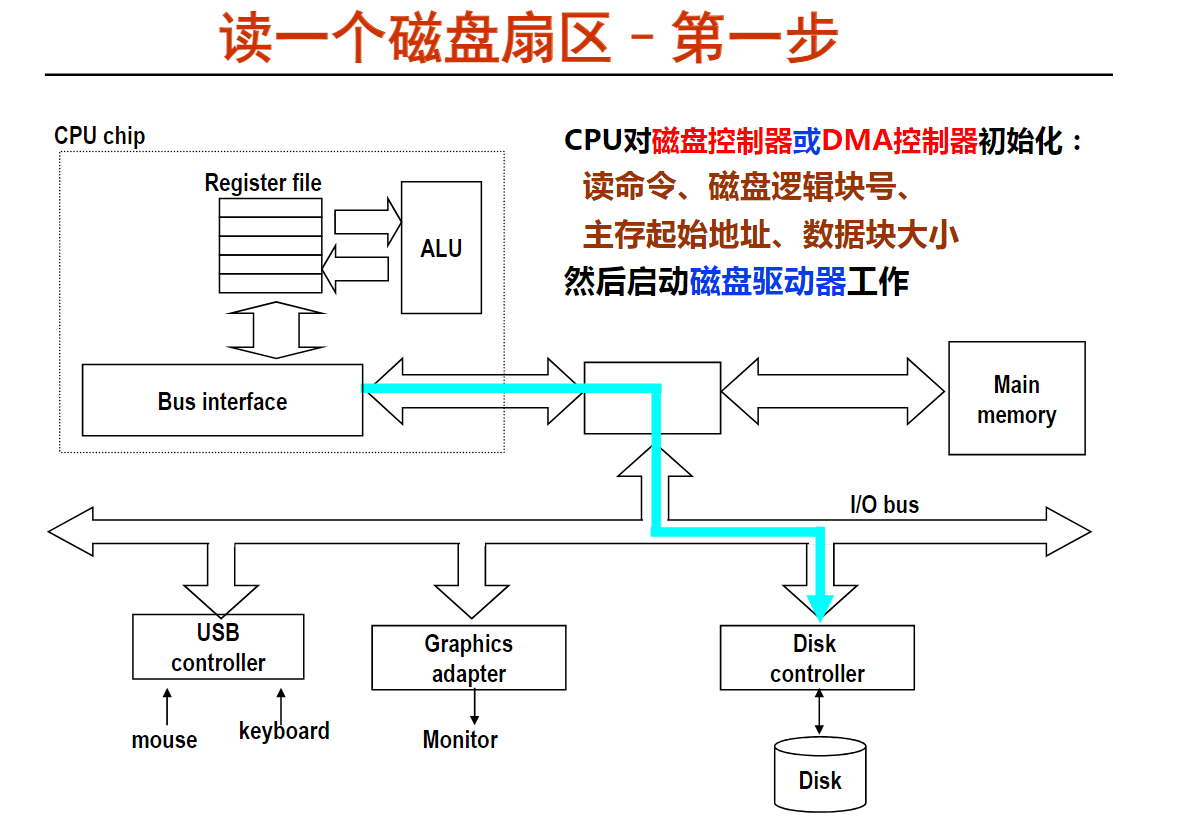 读一个磁盘扇区 - 第一步
CPU chip
Register file
ALU
CPU对磁盘控制器或DMA控制器初始化：
读命令、磁盘逻辑块号、
主存起始地址、数据块大小
然后启动磁盘驱动器工作
Bus interface
Main
memory
I/O bus
USB
controller
Graphics
adapter
Disk
controller
mouse
keyboard
Monitor
Disk